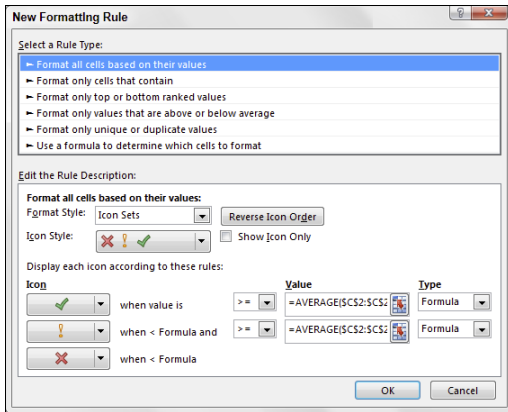 New Formatting Rule
Select a Rule Type:
► Format all cells based on their values
► Format only cells that contain
► Format only top or bottom ranked values
► Format only values that are above or below average
► Format only unique or duplicate values
► Use a formula to determine which cells to format
Edit the Rule Description:
Format all cells based on their values:
Format Style: Icon Sets Reverse Icon Order
Icon Style: Show Icon Only
Display each icon according to these rules:
Icon Value Type
when value is >= =AVERAGE($C$2:$C$2 Formula
when < Formula and >= =AVERAGE($C$2:$C$2 Formula
when < Formula
OK Cancel